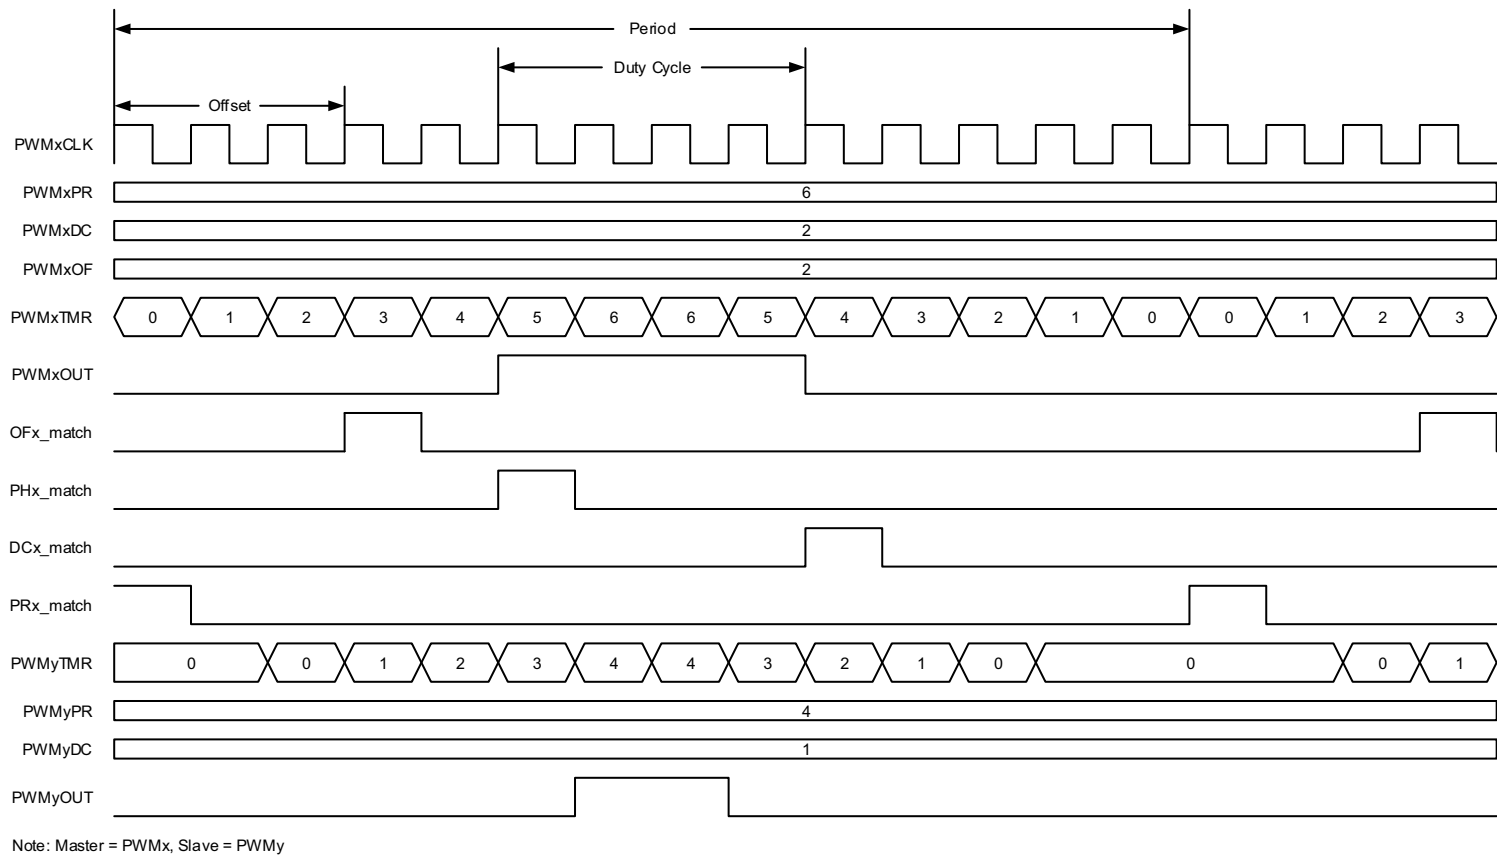 Period
Duty Cycle
Offset
PWMxCLK
PWMxPR 6
PWMxDC 2
PWMxOF 2
PWMxTMR 0 1 2 3 4 5 6 6 5 4 3 2 1 0 0 1 2 3
PWMxOUT
OFx_match
PHx_match
DCx_match
PRx_match
PWMyTMR 0 0 1 2 3 4 4 3 2 1 0 0 0 1
PWMyPR 4
PWMyDC 1
PWMyOUT
Note: Master = PWMx, Slave = PWMy